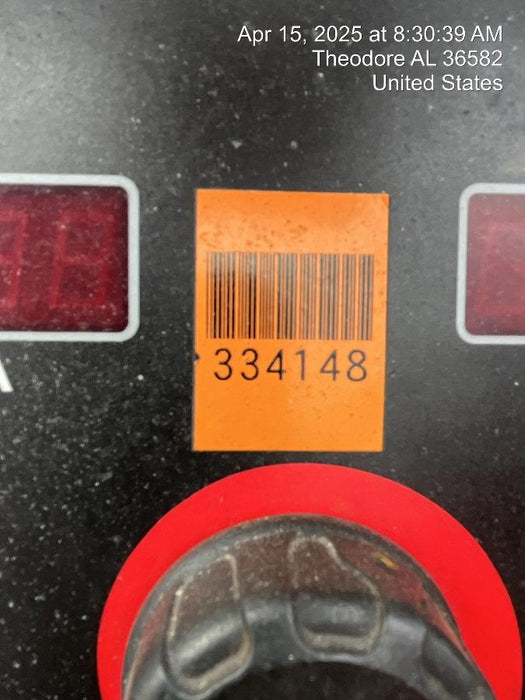 Apr 15, 2025 at 8:30:39 AM
Theodore AL 36582
United States
334148